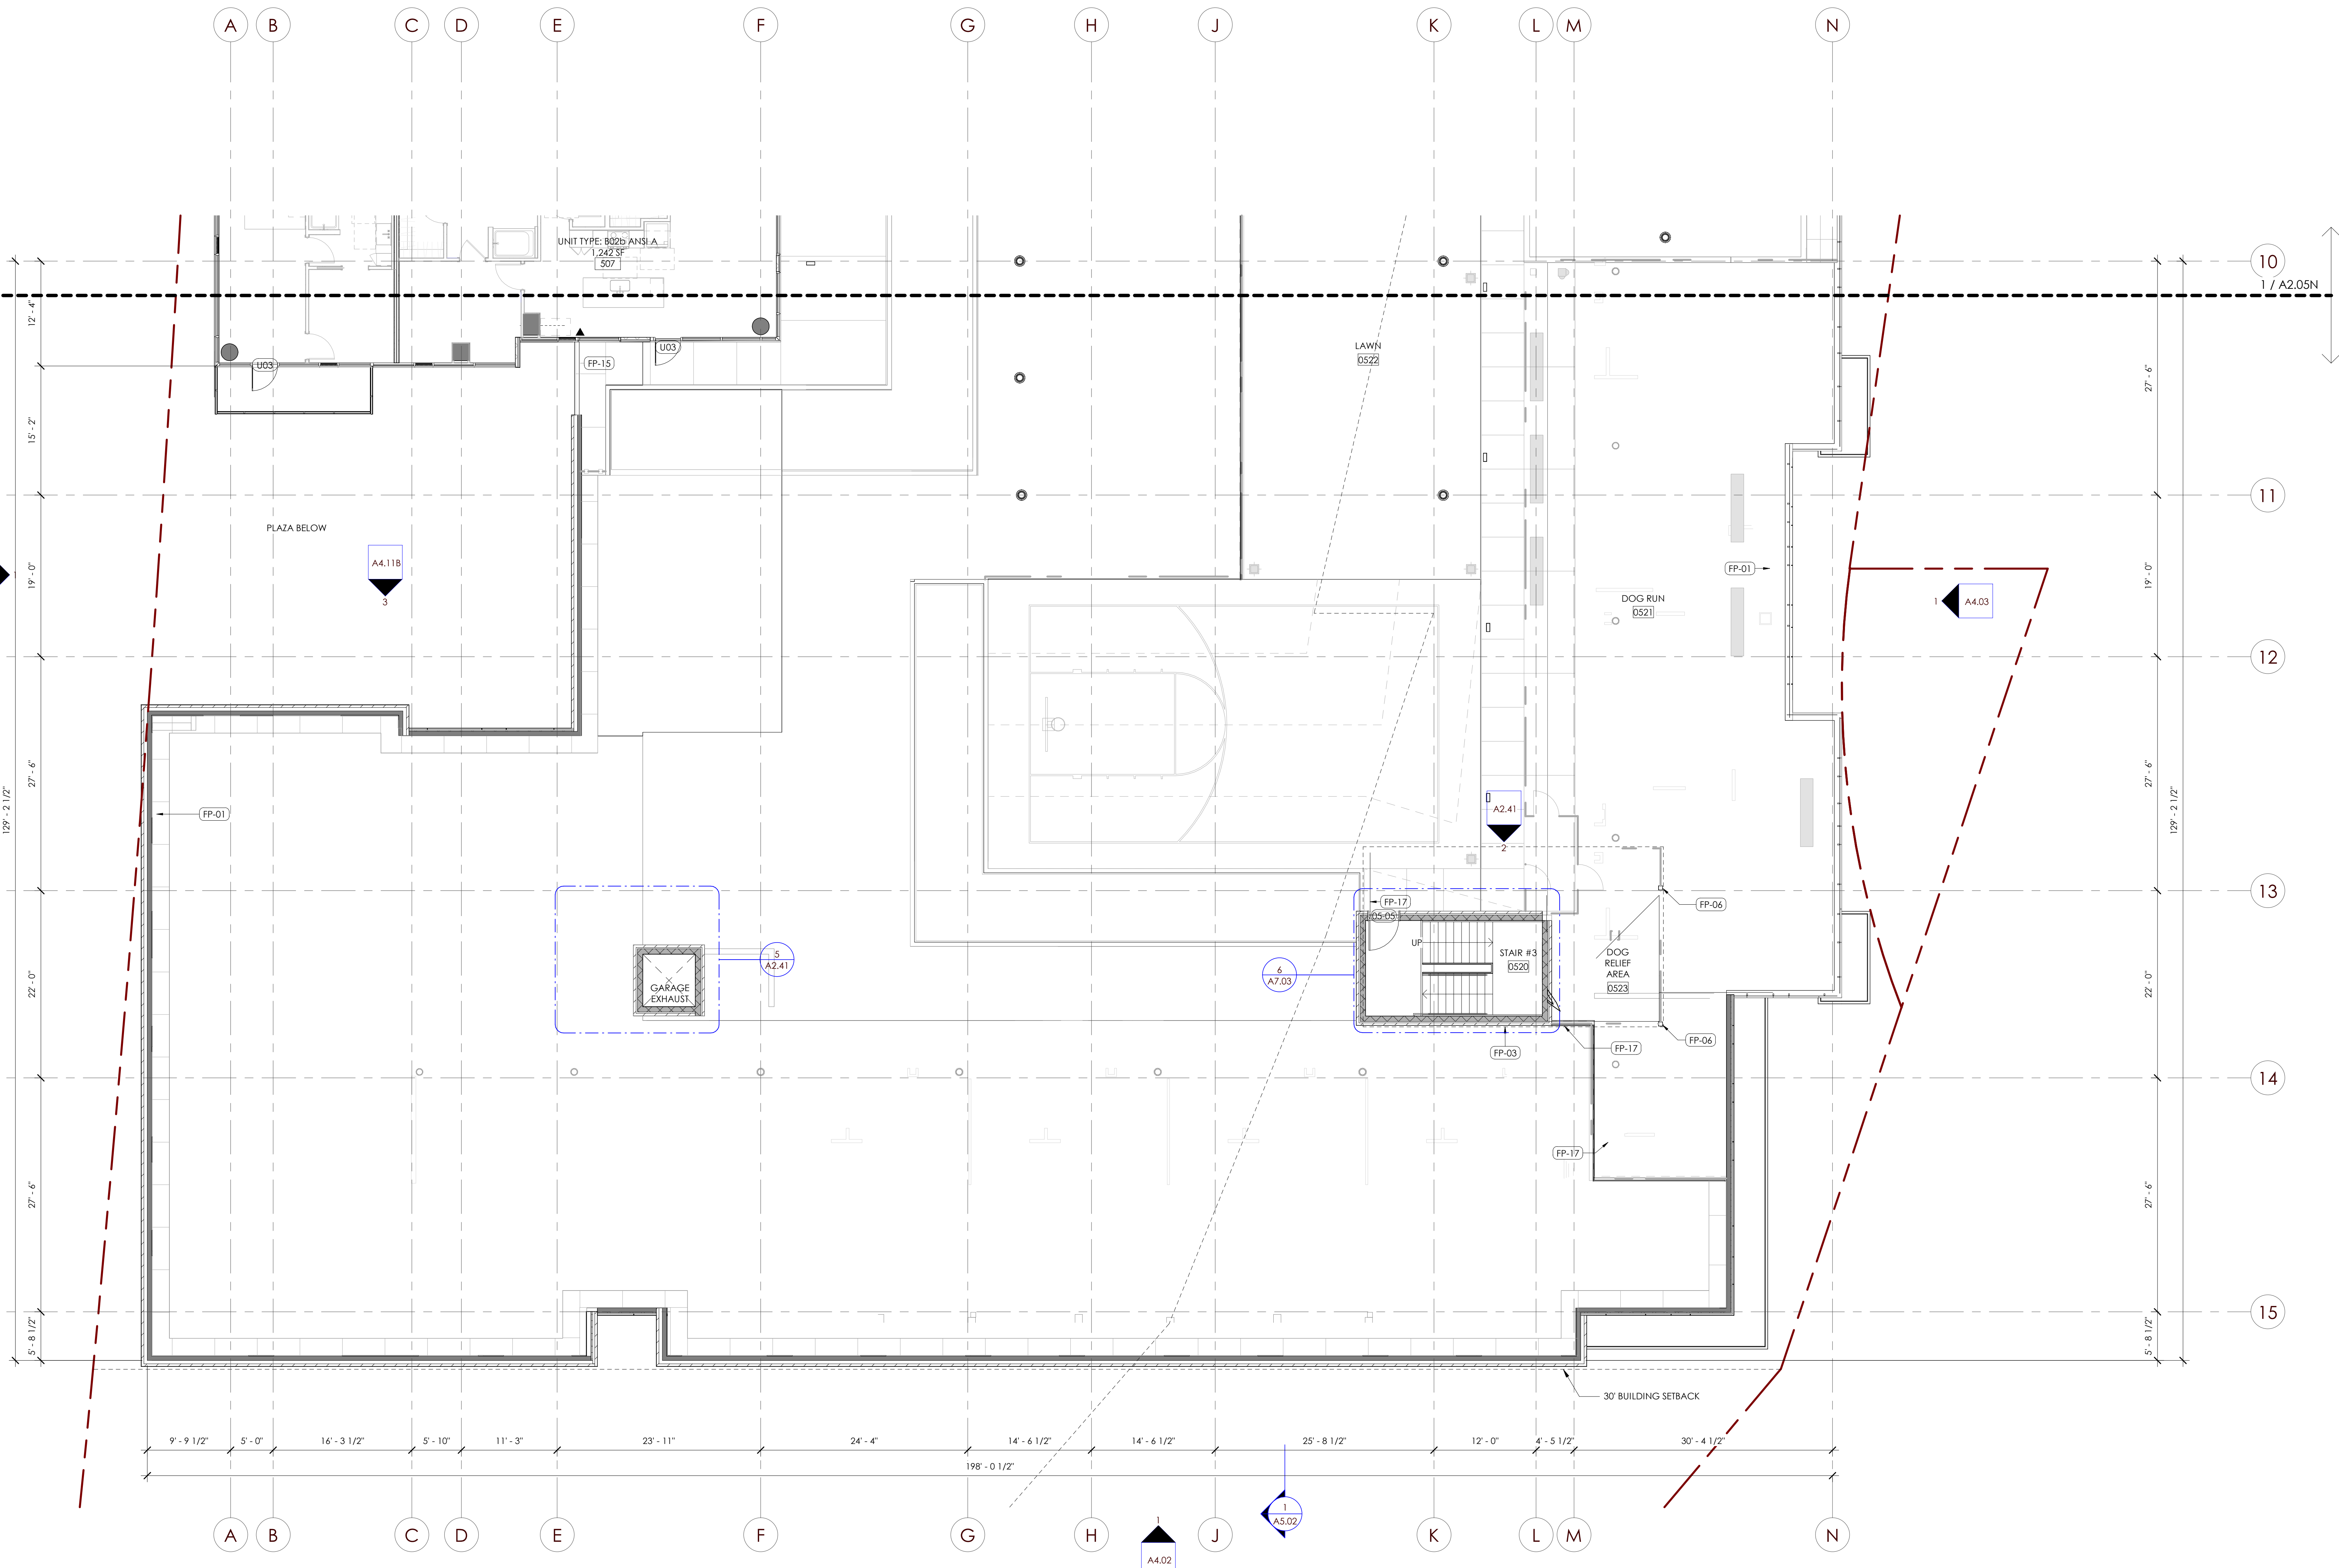 A B C D E F G H J K L M N
UNIT TYPE: B02b ANSI A
1,242 SF
507
10
1 / A2.05N
12' - 4"
U03
U03
FP-15
LAWN
0522
27' - 6"
15' - 2"
11
PLAZA BELOW
A4.11B
3
19' - 0"
FP-01
19' - 0"
DOG RUN
0521
1
A4.03
12
27' - 6"
27' - 6"
129' - 2 1/2"
129' - 2 1/2"
FP-01
A2.41
2
13
FP-17
05-05
FP-06
UP
STAIR #3
0520
5
A2.41
6
A7.03
GARAGE
EXHAUST
DOG
RELIEF
AREA
0523
22' - 0"
22' - 0"
FP-06
FP-03
FP-17
14
FP-17
27' - 6"
27' - 6"
15
5' - 8 1/2"
5' - 8 1/2"
30' BUILDING SETBACK
9' - 9 1/2" 5' - 0" 16' - 3 1/2" 5' - 10" 11' - 3" 23' - 11" 24' - 4" 14' - 6 1/2" 14' - 6 1/2" 25' - 8 1/2" 12' - 0" 4' - 5 1/2" 30' - 4 1/2"
198' - 0 1/2"
1
A5.02
A B C D E F G H J K L M N
1
A4.02